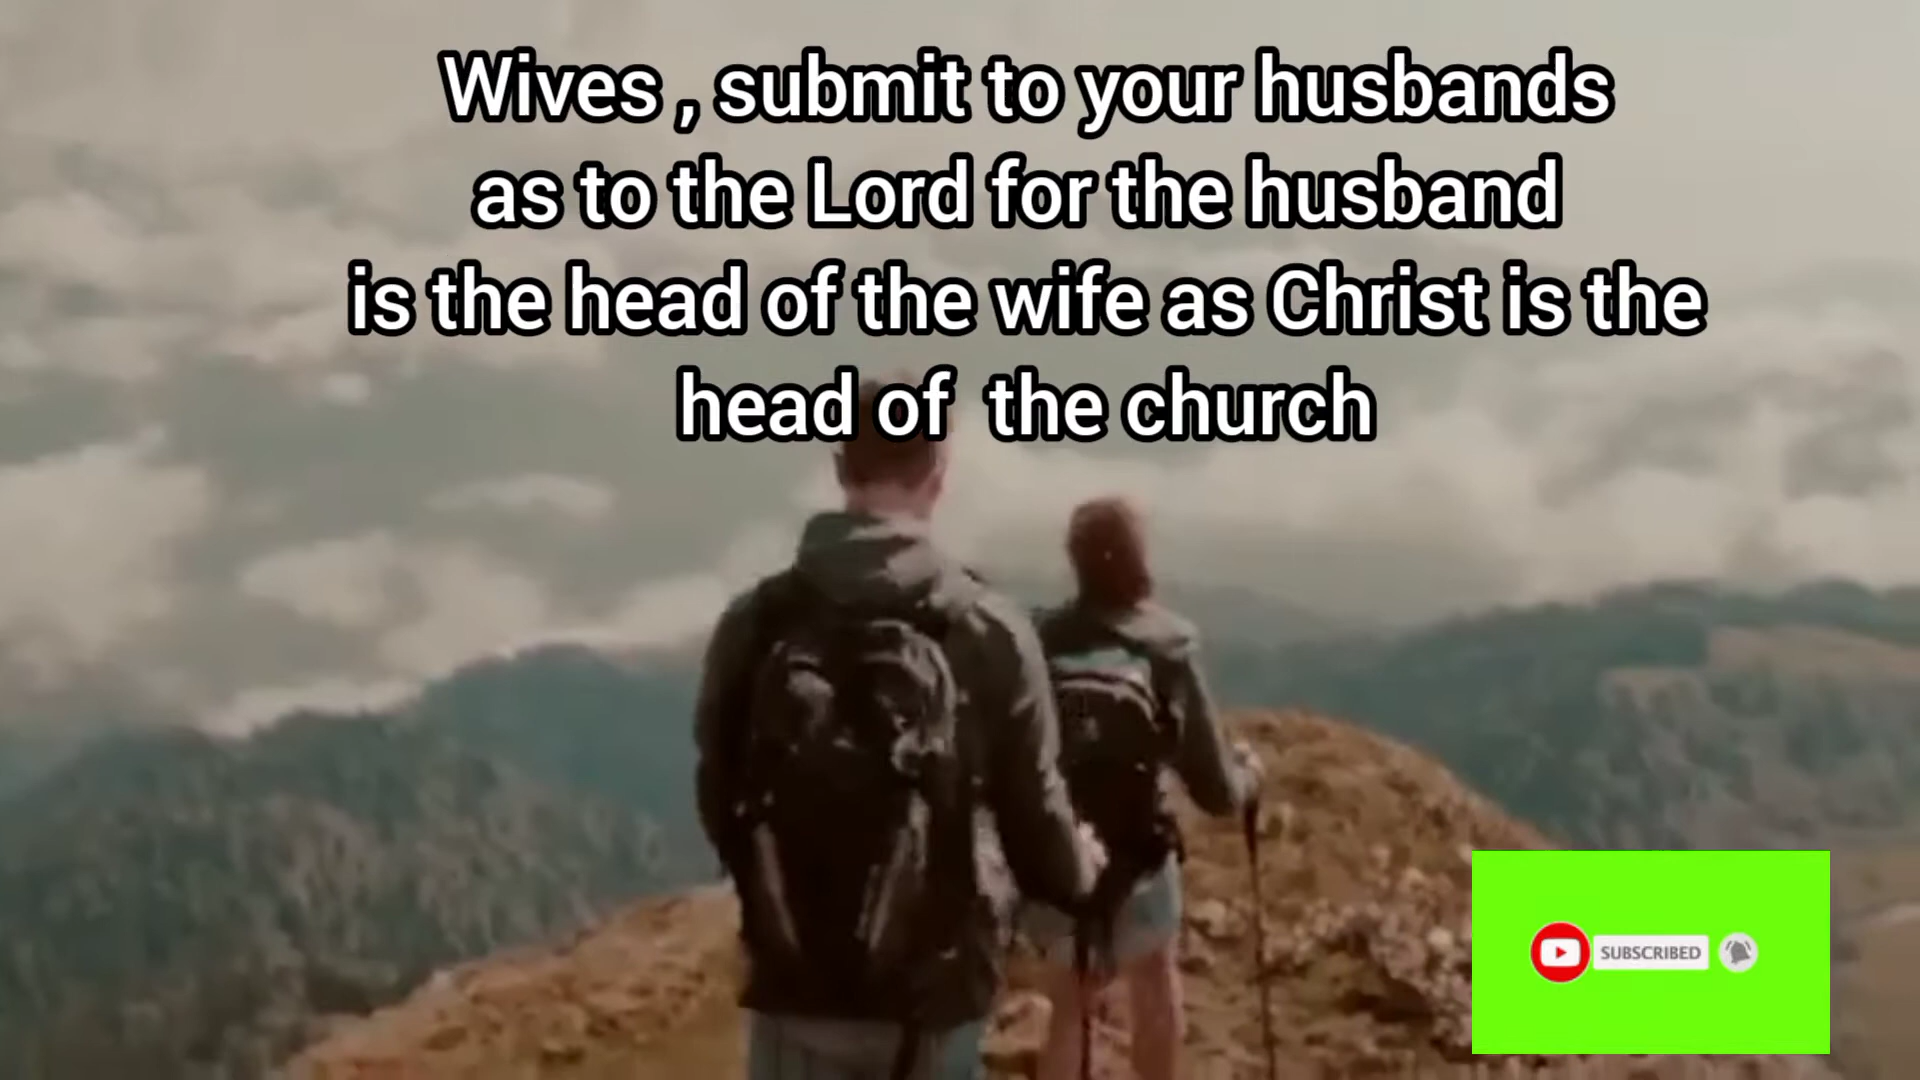 Wives , submit to your husbands
as to the Lord for the husband
is the head of the wife as Christ is the
head of  the church
SUBSCRIBED